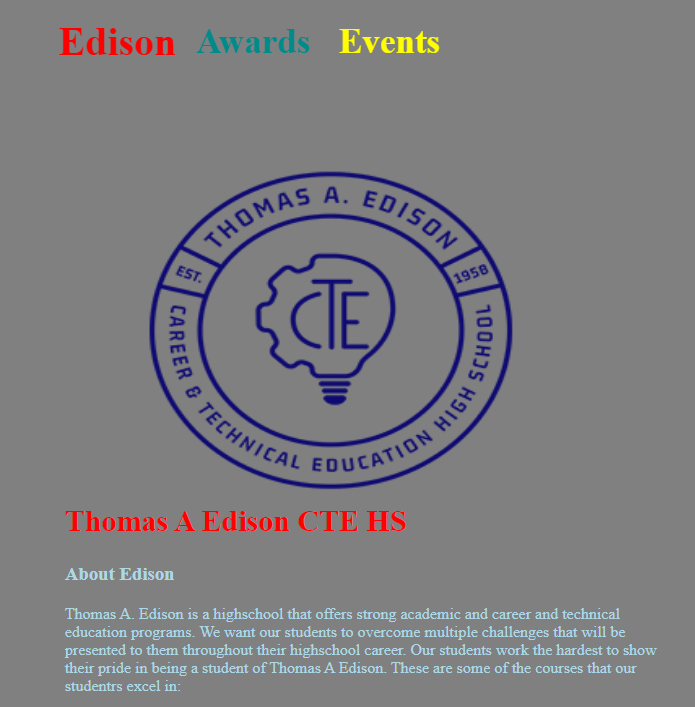 Edison Awards Events
THOMAS A. EDISON
EST. 1958
CTE
CAREER & TECHNICAL EDUCATION HIGH SCHOOL
Thomas A Edison CTE HS
About Edison
Thomas A. Edison is a highschool that offers strong academic and career and technical
education programs. We want our students to overcome multiple challenges that will be
presented to them throughout their highschool career. Our students work the hardest to show
their pride in being a student of Thomas A Edison. These are some of the courses that our
studentrs excel in: